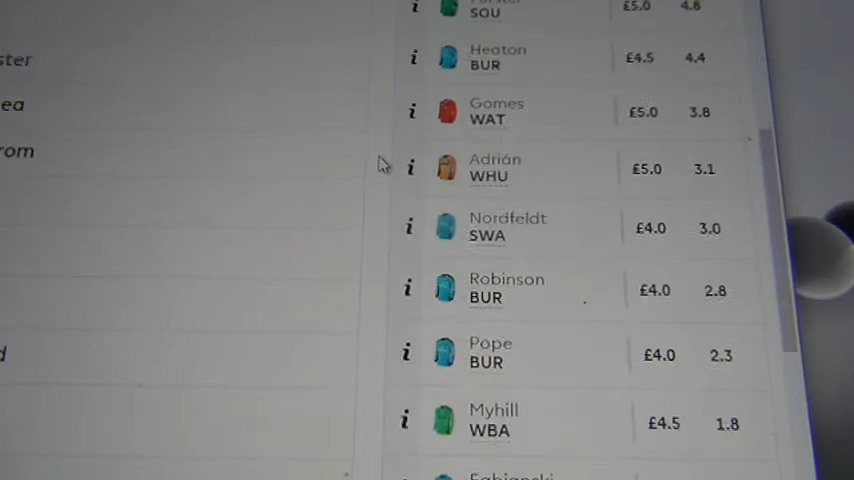 SOU £5.0 4.8
ster
Heaton
BUR £4.5 4.4
ea
Gomes
WAT £5.0 3.8
rom
Adrián
WHU £5.0 3.1
Nordfeldt
SWA £4.0 3.0
Robinson
BUR £4.0 2.8
d
Pope
BUR £4.0 2.3
Myhill
WBA £4.5 1.8
Fabianski